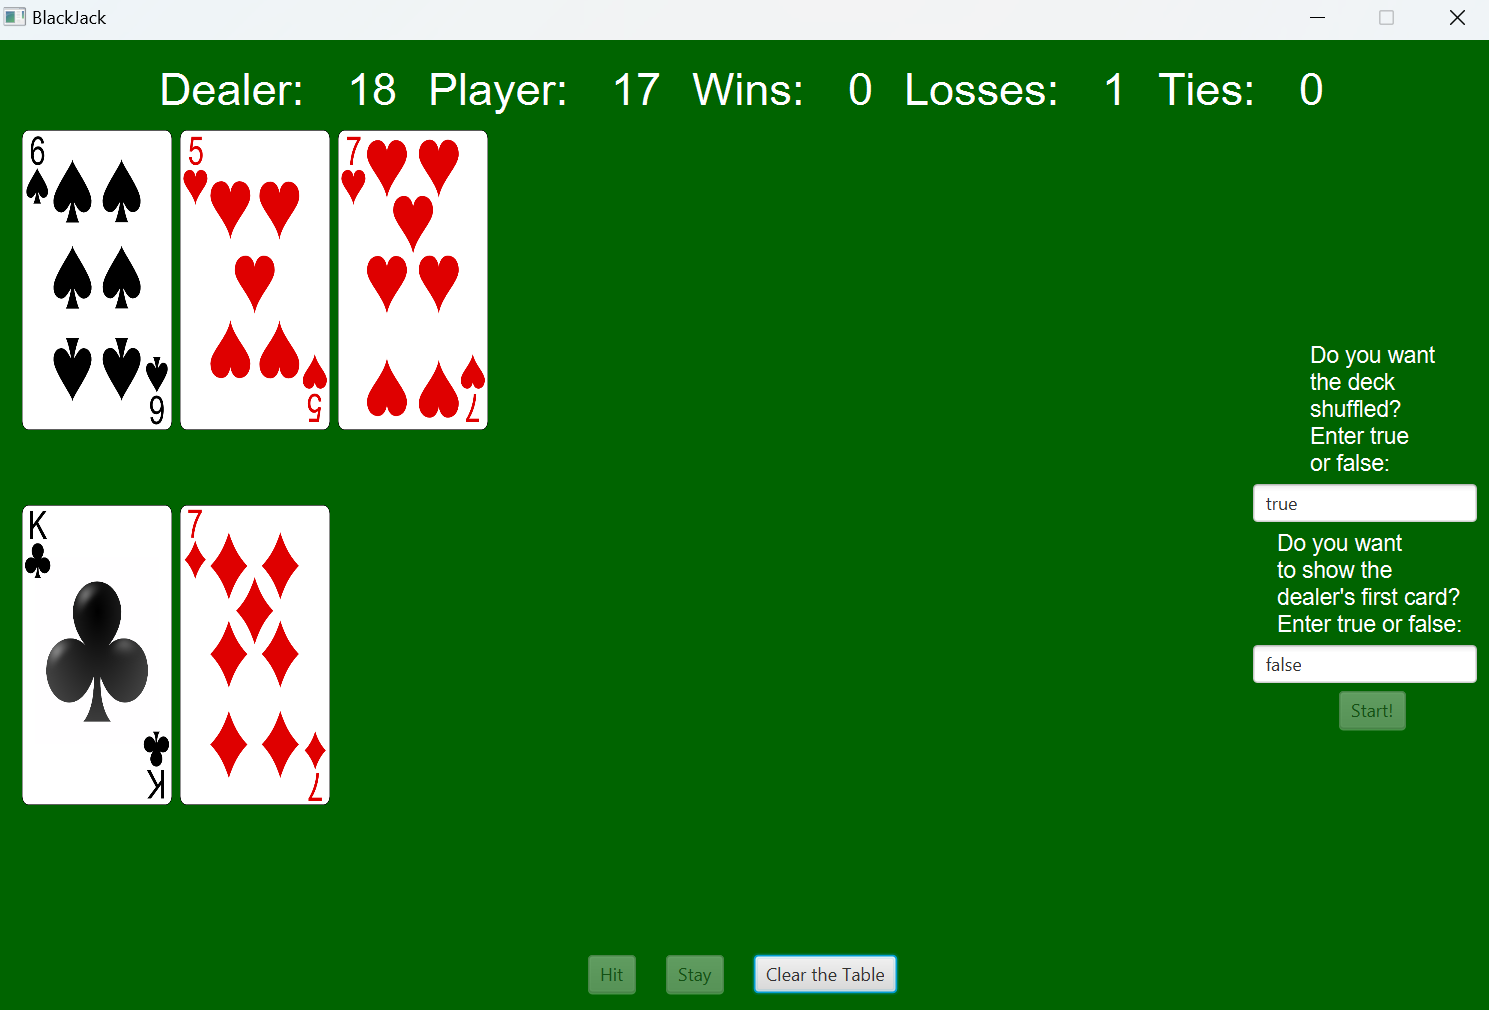 BlackJack
Dealer: 18 Player: 17 Wins: 0 Losses: 1 Ties: 0
6 5 7
6 5 7
Do you want
the deck
shuffled?
Enter true
or false:
true
Do you want
to show the
dealer's first card?
Enter true or false:
false
Start!
K 7
K 7
Hit Stay Clear the Table